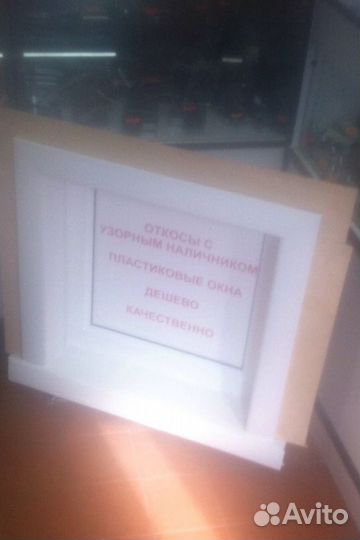 ОТКОСЫ С
УЗОРНЫМ НАЛИЧНИКОМ
ПЛАСТИКОВЫЕ ОКНА
ДЕШЕВО
КАЧЕСТВЕННО
Avito